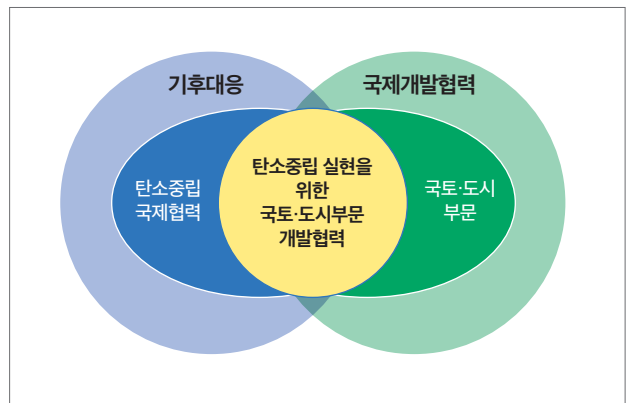 기후대응
국제개발협력
탄소중립
국제협력
탄소중립 실현을
위한
국토·도시부문
개발협력
국토·도시
부문